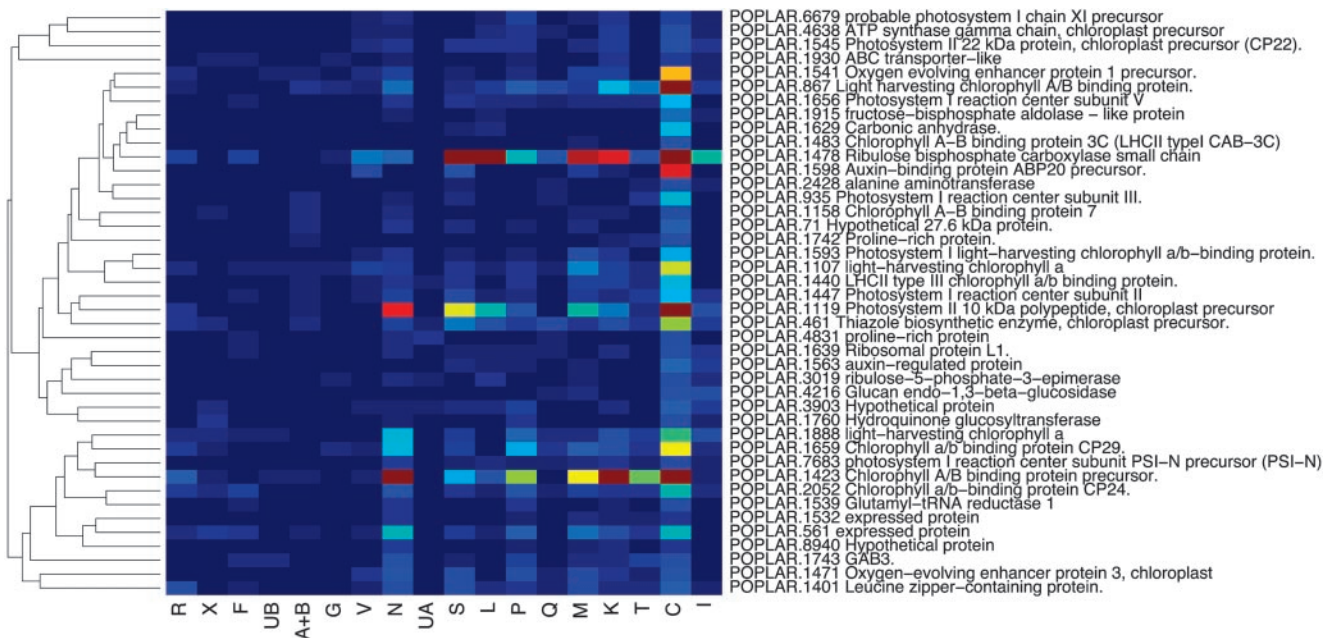 POPLAR.6679 probable photosystem I chain XI precursor
POPLAR.4638 ATP synthase gamma chain, chloroplast precursor
POPLAR.1545 Photosystem II 22 kDa protein, chloroplast precursor (CP22).
POPLAR.1930 ABC transporter-like
POPLAR.1541 Oxygen evolving enhancer protein 1 precursor.
POPLAR.867 Light harvesting chlorophyll A/B binding protein.
POPLAR.1656 Photosystem I reaction center subunit V
POPLAR.1915 fructose-bisphosphate aldolase - like protein
POPLAR.1629 Carbonic anhydrase.
POPLAR.1483 Chlorophyll A-B binding protein 3C (LHCII typeI CAB-3C)
POPLAR.1478 Ribulose bisphosphate carboxylase small chain
POPLAR.1598 Auxin-binding protein ABP20 precursor.
POPLAR.2428 alanine aminotransferase
POPLAR.935 Photosystem I reaction center subunit III.
POPLAR.1158 Chlorophyll A-B binding protein 7
POPLAR.71 Hypothetical 27.6 kDa protein.
POPLAR.1742 Proline-rich protein.
POPLAR.1593 Photosystem I light-harvesting chlorophyll a/b-binding protein.
POPLAR.1107 light-harvesting chlorophyll a
POPLAR.1440 LHCII type III chlorophyll a/b binding protein.
POPLAR.1447 Photosystem I reaction center subunit II
POPLAR.1119 Photosystem II 10 kDa polypeptide, chloroplast precursor
POPLAR.461 Thiazole biosynthetic enzyme, chloroplast precursor.
POPLAR.4831 proline-rich protein
POPLAR.1639 Ribosomal protein L1.
POPLAR.1563 auxin-regulated protein
POPLAR.3019 ribulose-5-phosphate-3-epimerase
POPLAR.4216 Glucan endo-1,3-beta-glucosidase
POPLAR.3903 Hypothetical protein
POPLAR.1760 Hydroquinone glucosyltransferase
POPLAR.1888 light-harvesting chlorophyll a
POPLAR.1659 Chlorophyll a/b binding protein CP29.
POPLAR.7683 photosystem I reaction center subunit PSI-N precursor (PSI-N)
POPLAR.1423 Chlorophyll A/B binding protein precursor.
POPLAR.2052 Chlorophyll a/b-binding protein CP24.
POPLAR.1539 Glutamyl-tRNA reductase 1
POPLAR.1532 expressed protein
POPLAR.561 expressed protein
POPLAR.8940 Hypothetical protein
POPLAR.1743 GAB3.
POPLAR.1471 Oxygen-evolving enhancer protein 3, chloroplast
POPLAR.1401 Leucine zipper-containing protein.
R X F UB A+B G V N UA S L P Q M K T C I